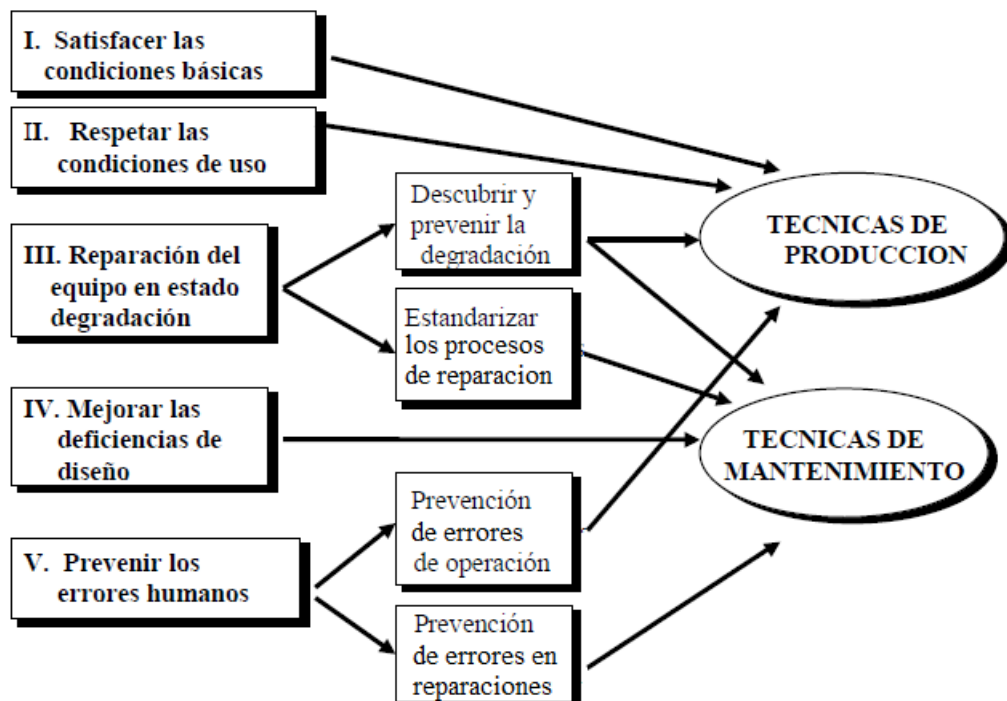 I. Satisfacer las
condiciones básicas
II. Respetar las
condiciones de uso
III. Reparación del
equipo en estado
degradación
IV. Mejorar las
deficiencias de
diseño
V. Prevenir los
errores humanos
Descubrir y
prevenir la
degradación
Estandarizar
los procesos
de reparacion
Prevención
de errores
de operación
Prevención
de errores en
reparaciones
TECNICAS DE
PRODUCCION
TECNICAS DE
MANTENIMIENTO